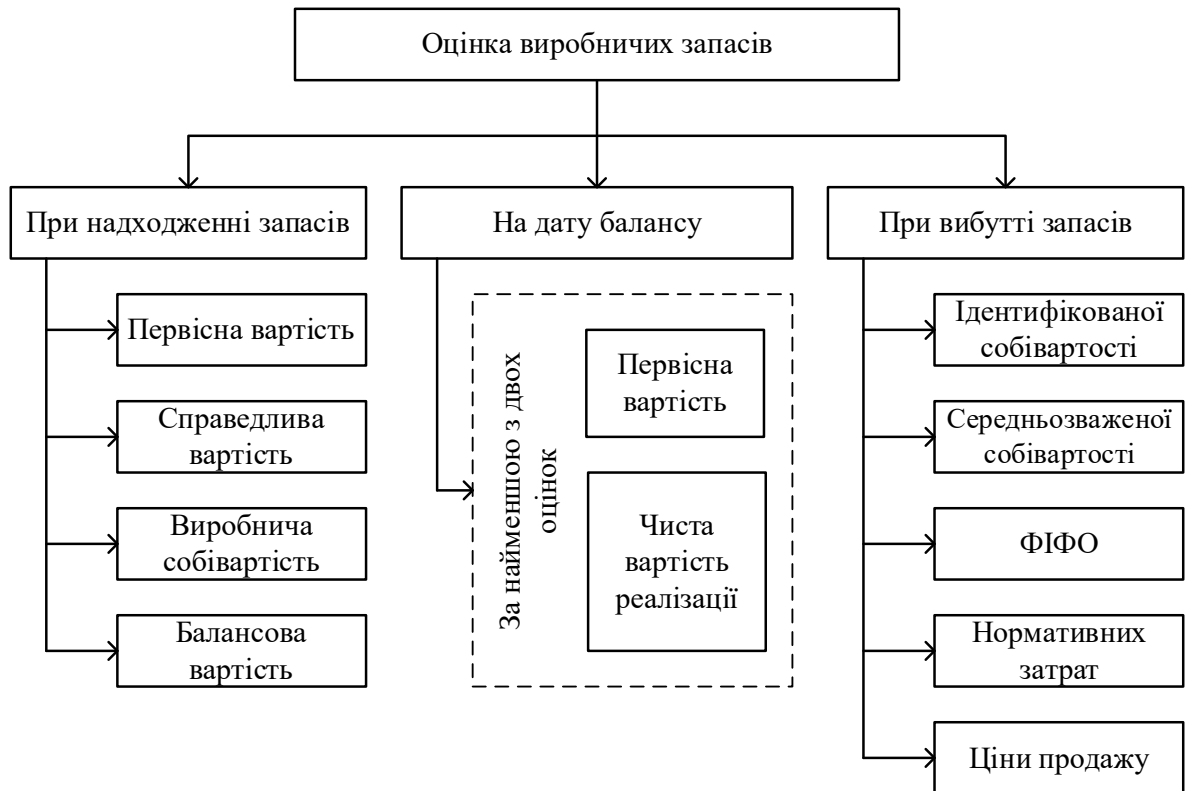 Оцінка виробничих запасів
При надходженні запасів
На дату балансу
При вибутті запасів
Первісна вартість
Справедлива
вартість
Виробнича
собівартість
Балансова
вартість
За найменшою з двох
оцінок
Первісна
вартість
Чиста
вартість
реалізації
Ідентифікованої
собівартості
Середньозваженої
собівартості
ФІФО
Нормативних
затрат
Ціни продажу